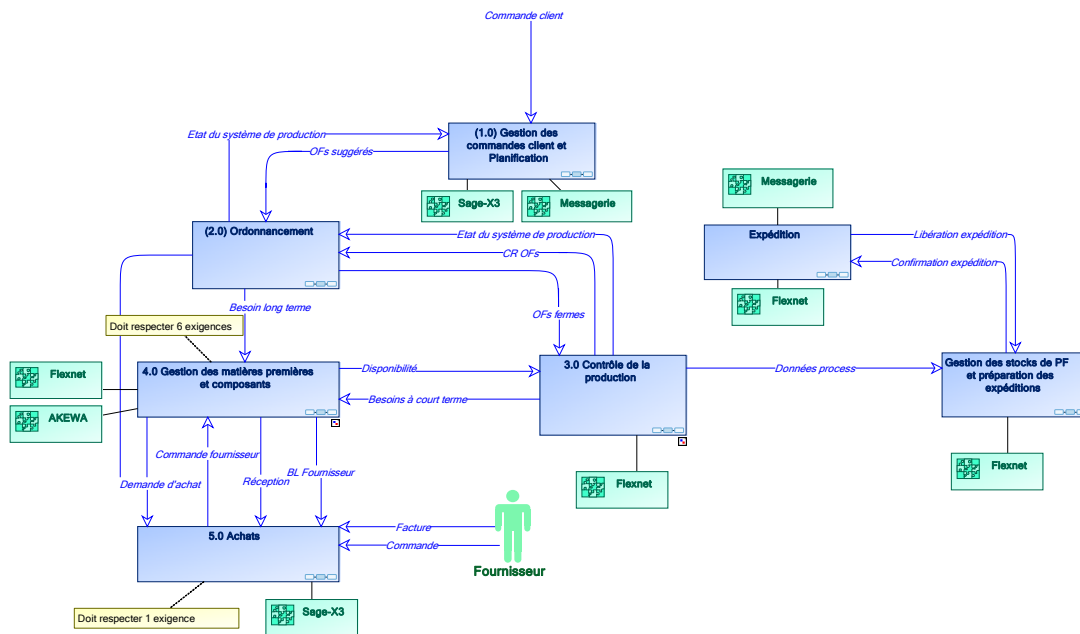 Commande client
Etat du système de production
(1.0) Gestion des
commandes client et
Planification
OFs suggérés
Sage-X3
Messagerie
Messagerie
(2.0) Ordonnancement
Etat du système de production
CR OFs
Expédition
Libération expédition
Confirmation expédition
Flexnet
Besoin long terme
OFs fermes
Doit respecter 6 exigences
Flexnet
AKEWA
4.0 Gestion des matières premières
et composants
Disponibilité
Besoins à court terme
3.0 Contrôle de la
production
Données process
Gestion des stocks de PF
et préparation des
expéditions
Commande fournisseur
BL Fournisseur
Demande d'achat
Réception
Flexnet
Flexnet
5.0 Achats
Facture
Commande
Fournisseur
Doit respecter 1 exigence
Sage-X3